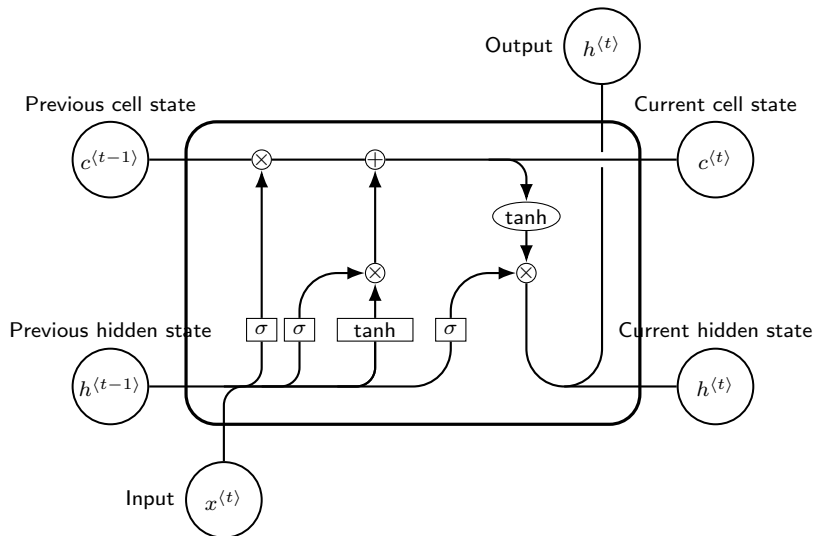 Output h⟨t⟩
Previous cell state
Current cell state
c⟨t−1⟩ × + c⟨t⟩
tanh
× ×
Previous hidden state σ σ tanh σ Current hidden state
h⟨t−1⟩ h⟨t⟩
Input x⟨t⟩